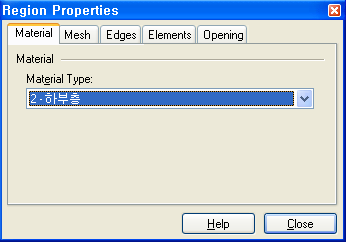 Region Properties
Material Mesh Edges Elements Opening
Material
Material Type:
2-하부층
Help Close